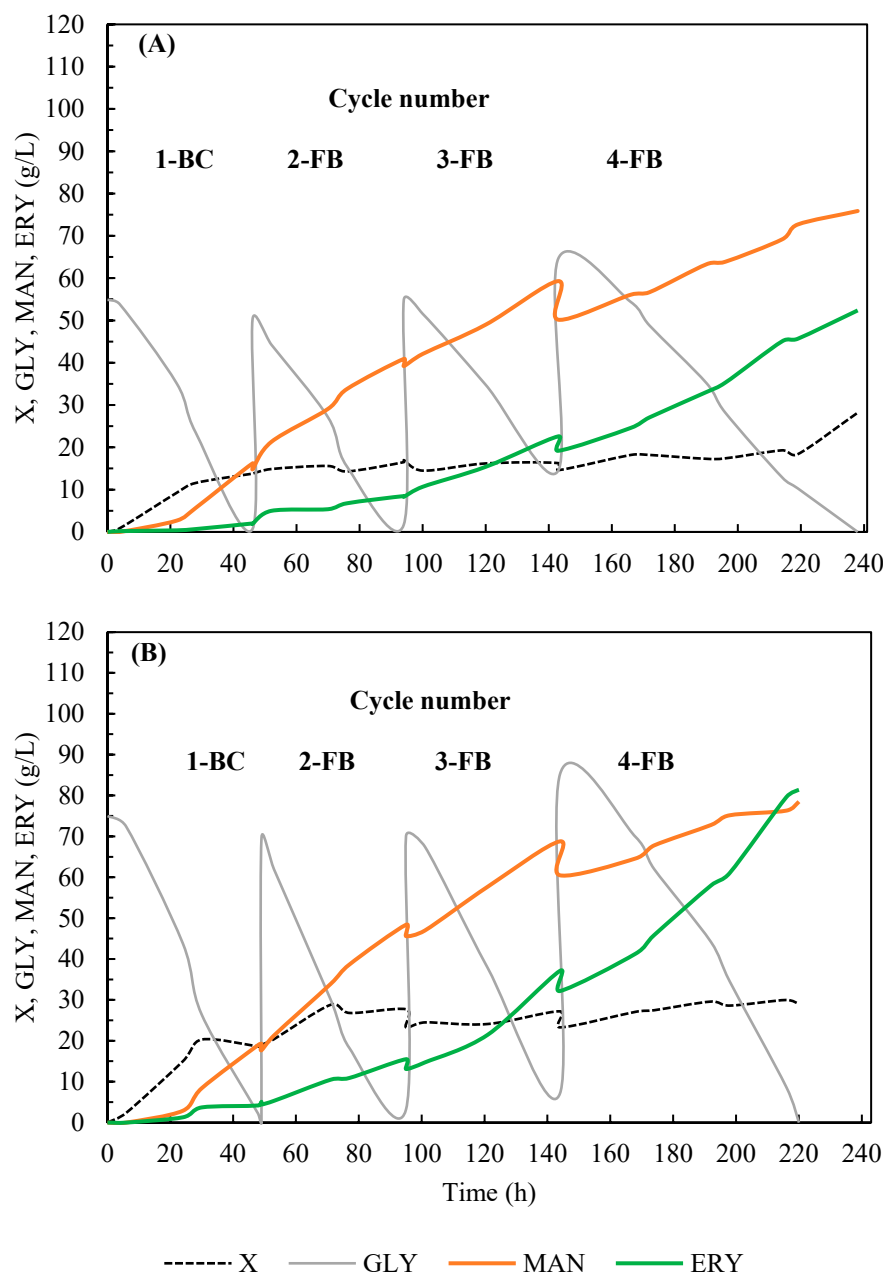 (A)
Cycle number
1-BC 2-FB 3-FB 4-FB
X, GLY, MAN, ERY (g/L)
120
110
100
90
80
70
60
50
40
30
20
10
0
0 20 40 60 80 100 120 140 160 180 200 220 240
(B)
Cycle number
1-BC 2-FB 3-FB 4-FB
X, GLY, MAN, ERY (g/L)
120
110
100
90
80
70
60
50
40
30
20
10
0
0 20 40 60 80 100 120 140 160 180 200 220 240
Time (h)
X GLY MAN ERY